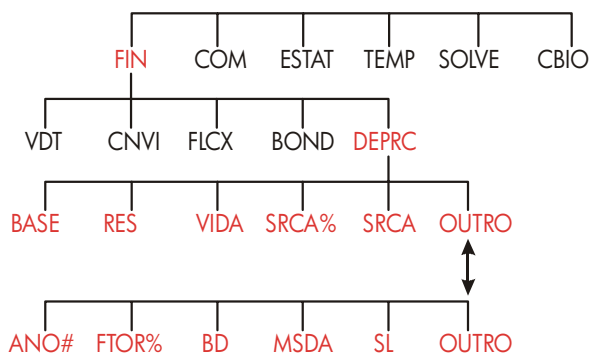 FIN COM ESTAT TEMP SOLVE CBIO
VDT CNVI FLCX BOND DEPRC
BASE RES VIDA SRCA% SRCA OUTRO
ANO# FTOR% BD MSDA SL OUTRO